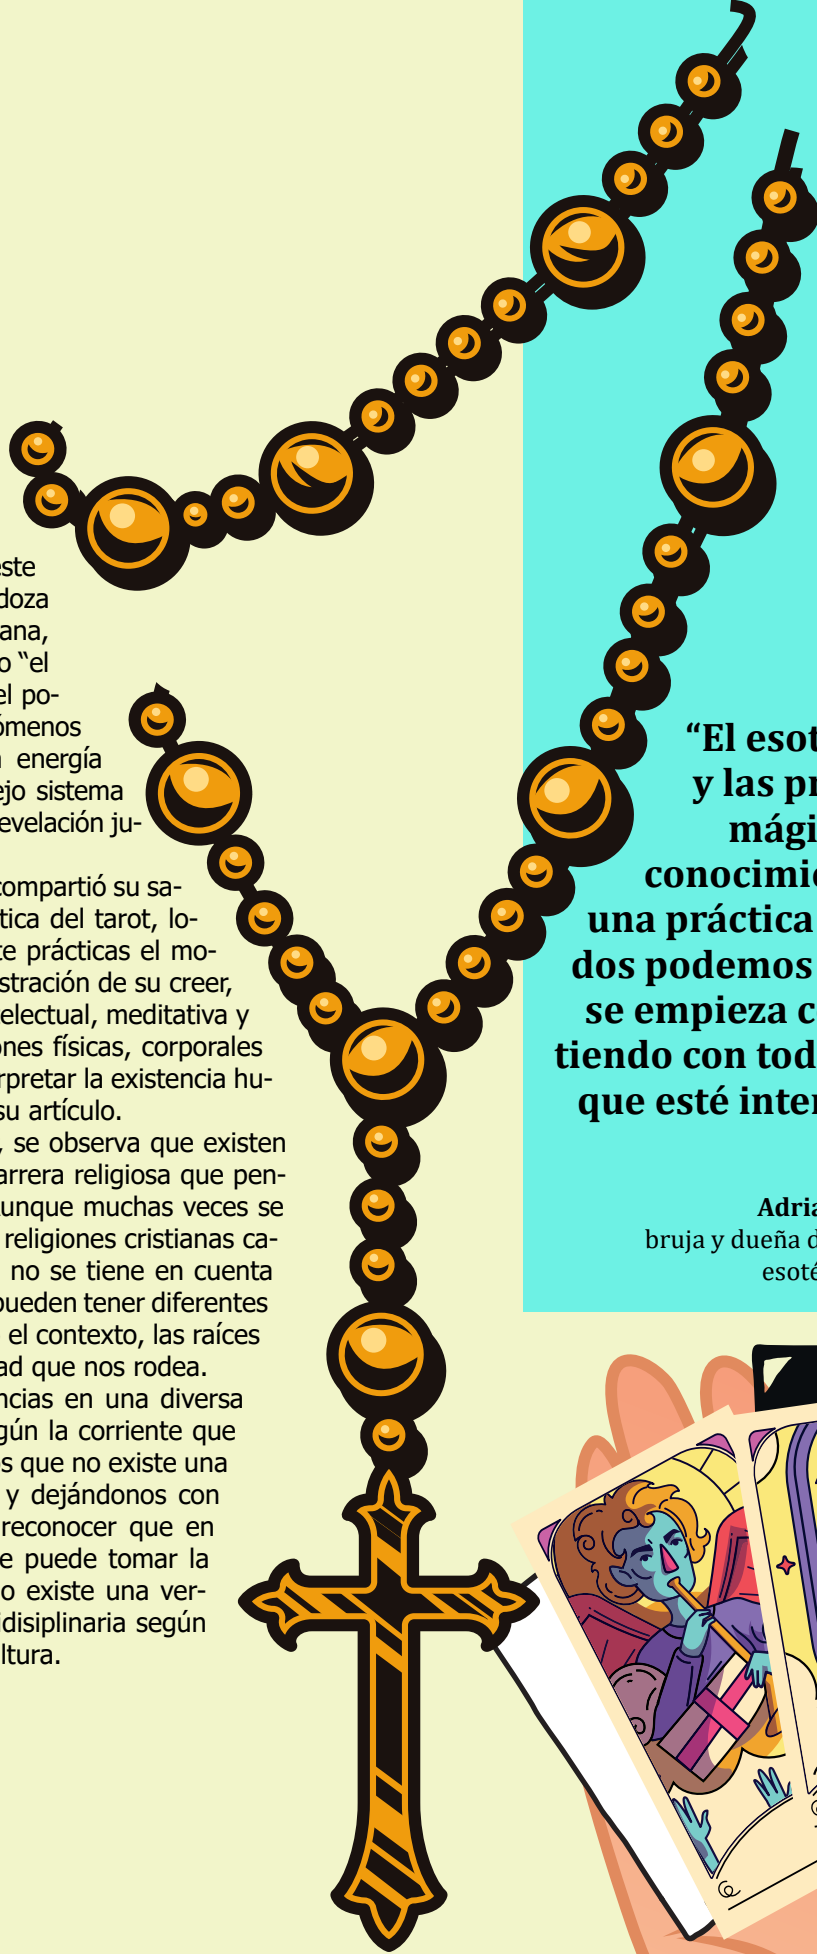 este
doza
ana,
o “el
el po-
ómenos
energía
ejo sistema
revelación ju-
compartió su sa-
tica del tarot, lo-
te prácticas el mo-
stración de su creer,
electual, meditativa y
ones físicas, corporales
rpretar la existencia hu-
su artículo.
, se observa que existen
arrera religiosa que pen-
unque muchas veces se
religiones cristianas ca-
no se tiene en cuenta
pueden tener diferentes
el contexto, las raíces
ad que nos rodea.
ncias en una diversa
gún la corriente que
os que no existe una
y dejándonos con
reconocer que en
e puede tomar la
o existe una ver-
idisiplinaria según
ltura.
“El esot
y las pr
mági
conocimie
una práctica
dos podemos
se empieza c
tiendo con tod
que esté inter
Adria
bruja y dueña d
esoté